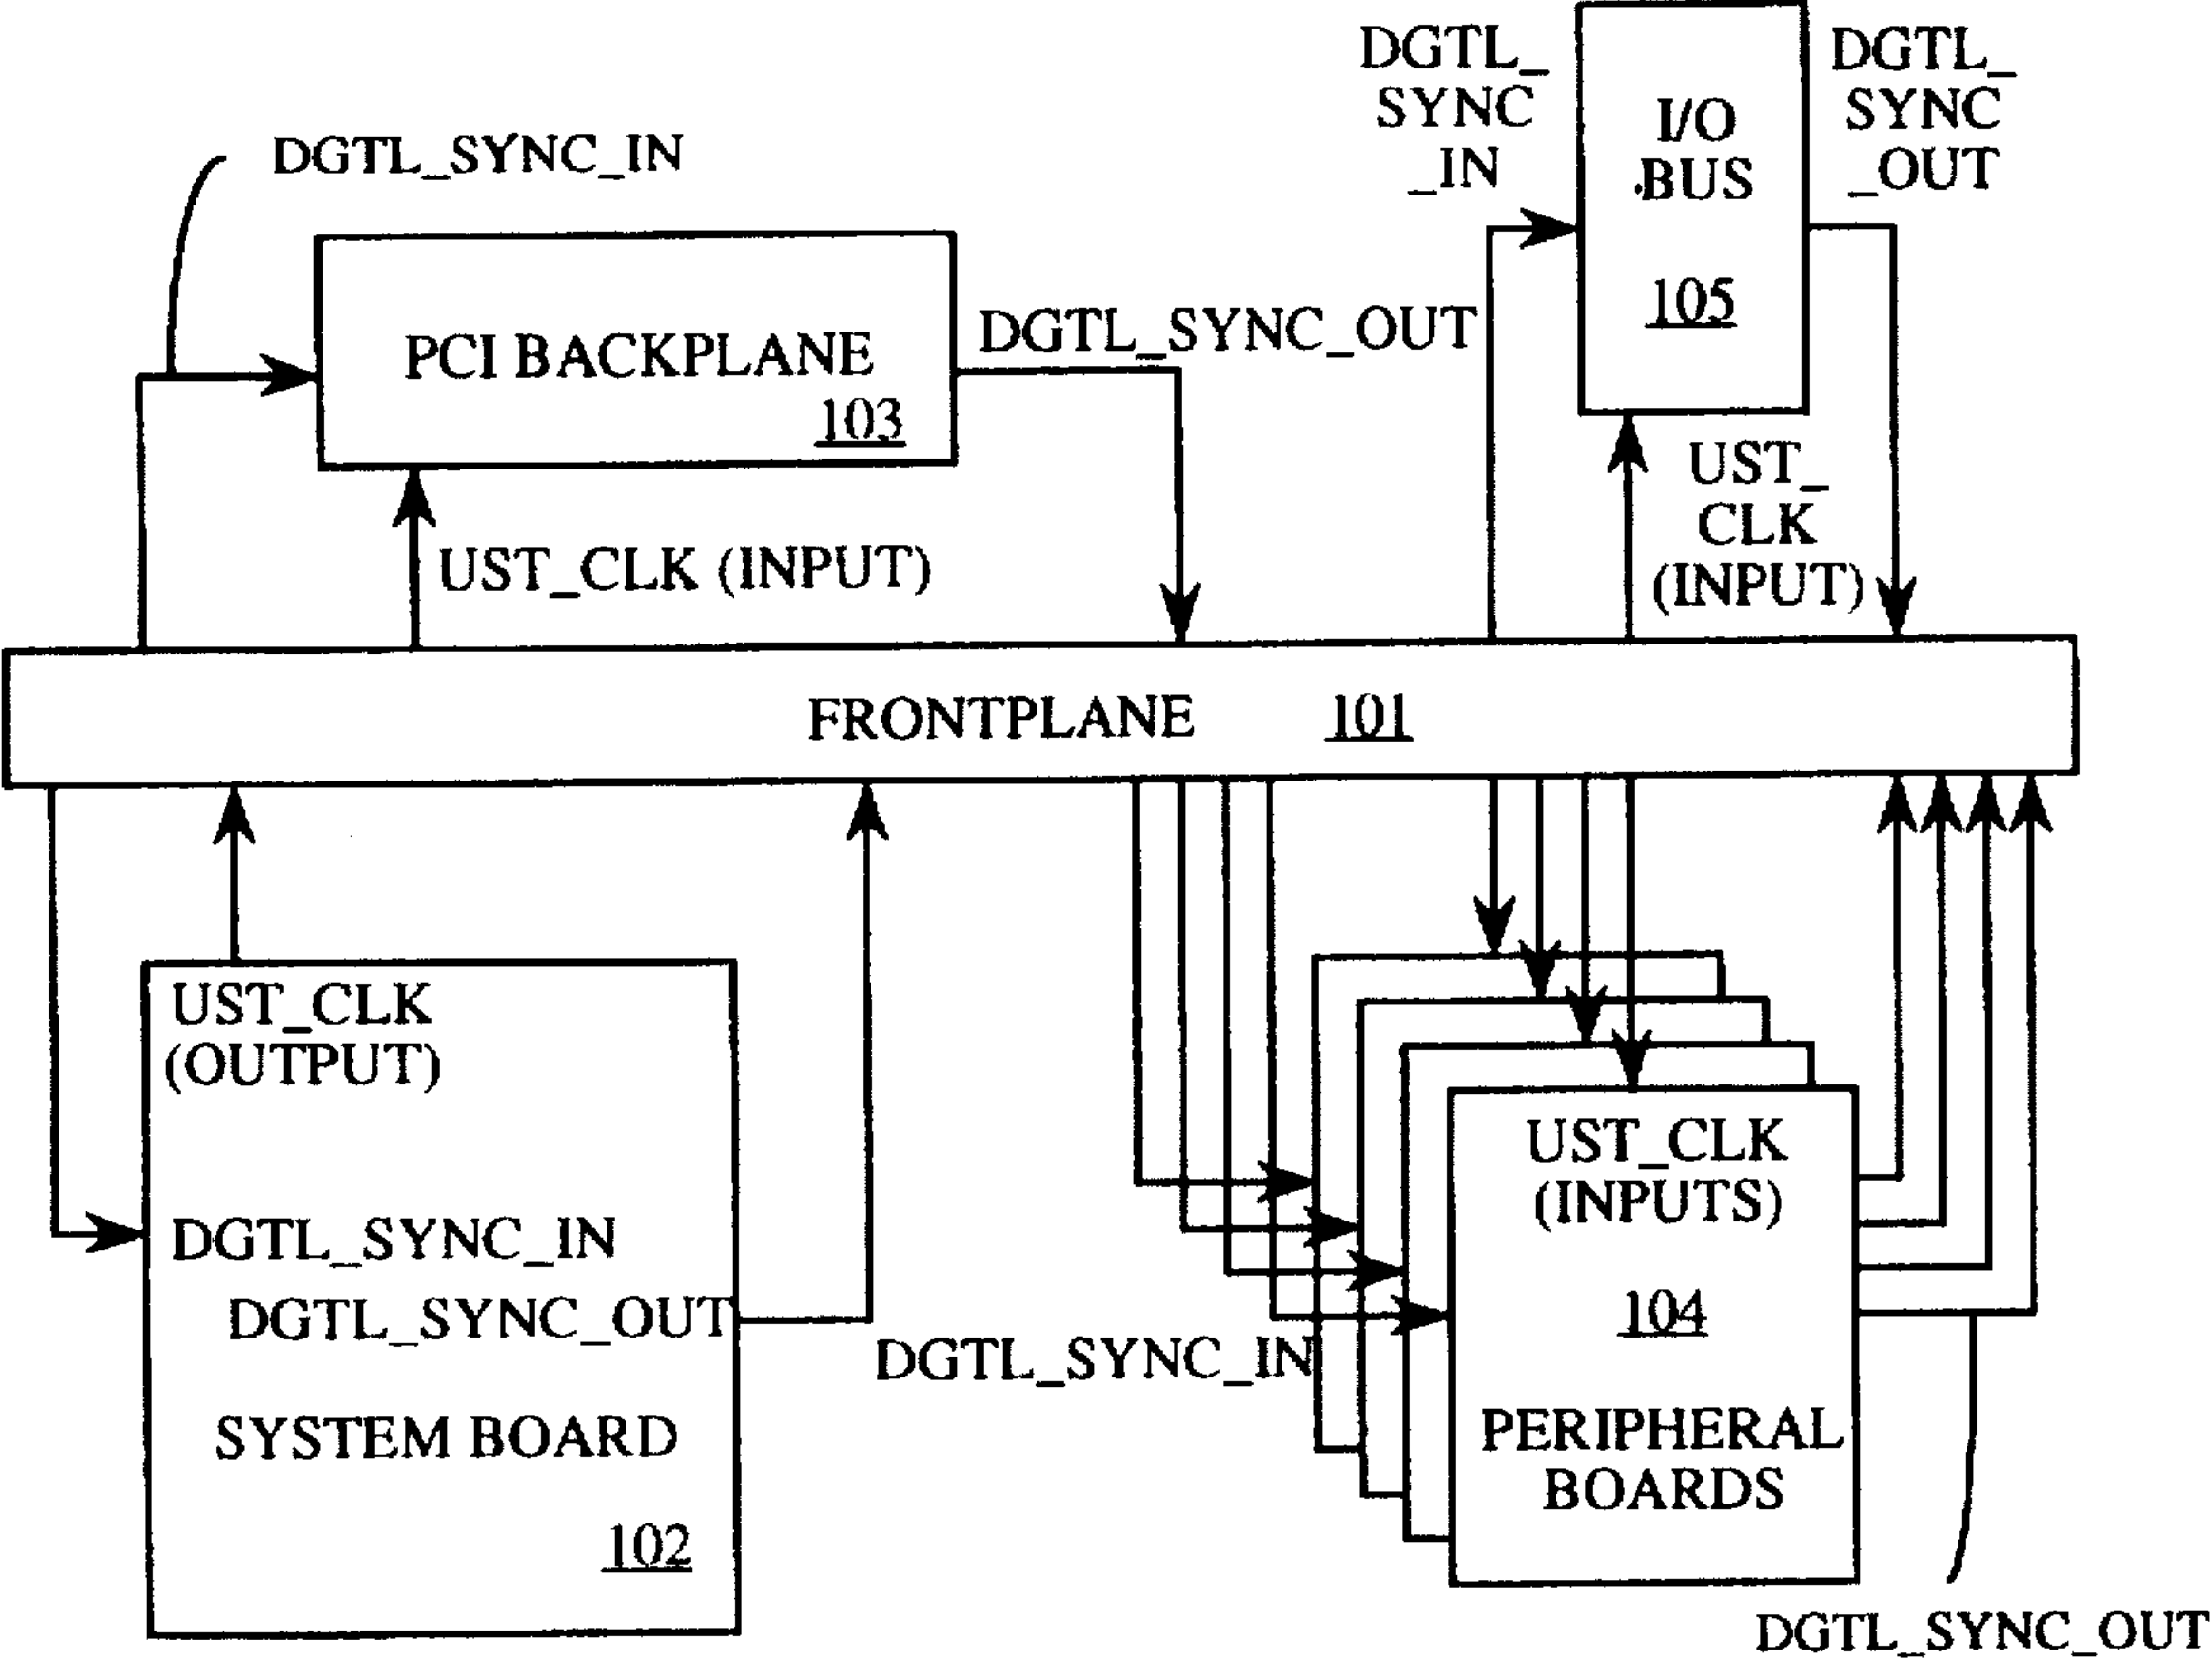 DGTL_SYNC_IN
PCI BACKPLANE
103
DGTL_SYNC_OUT
UST_CLK (INPUT)
DGTL_
SYNC
_IN
I/O
BUS
105
DGTL_
SYNC
_OUT
UST_
CLK
(INPUT)
FRONTPLANE 101
UST_CLK
(OUTPUT)
DGTL_SYNC_IN
DGTL_SYNC_OUT
SYSTEM BOARD
102
DGTL_SYNC_IN
UST_CLK
(INPUTS)
104
PERIPHERAL
BOARDS
DGTL_SYNC_OUT